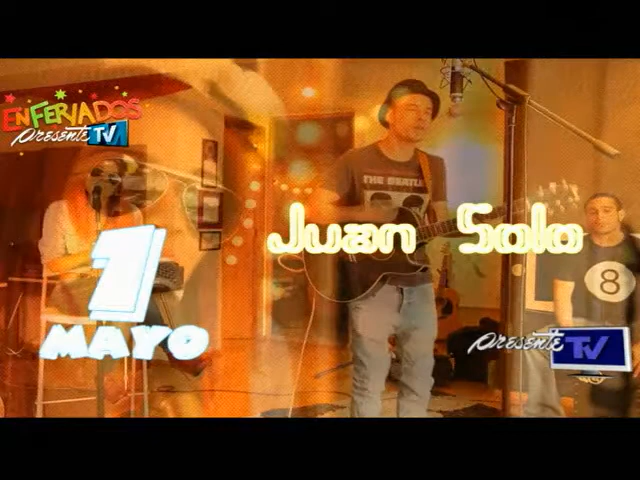 ENFERIADOS
presente TV
THE BEATLES
Juan Solo
8
1
MAYO
presente TV